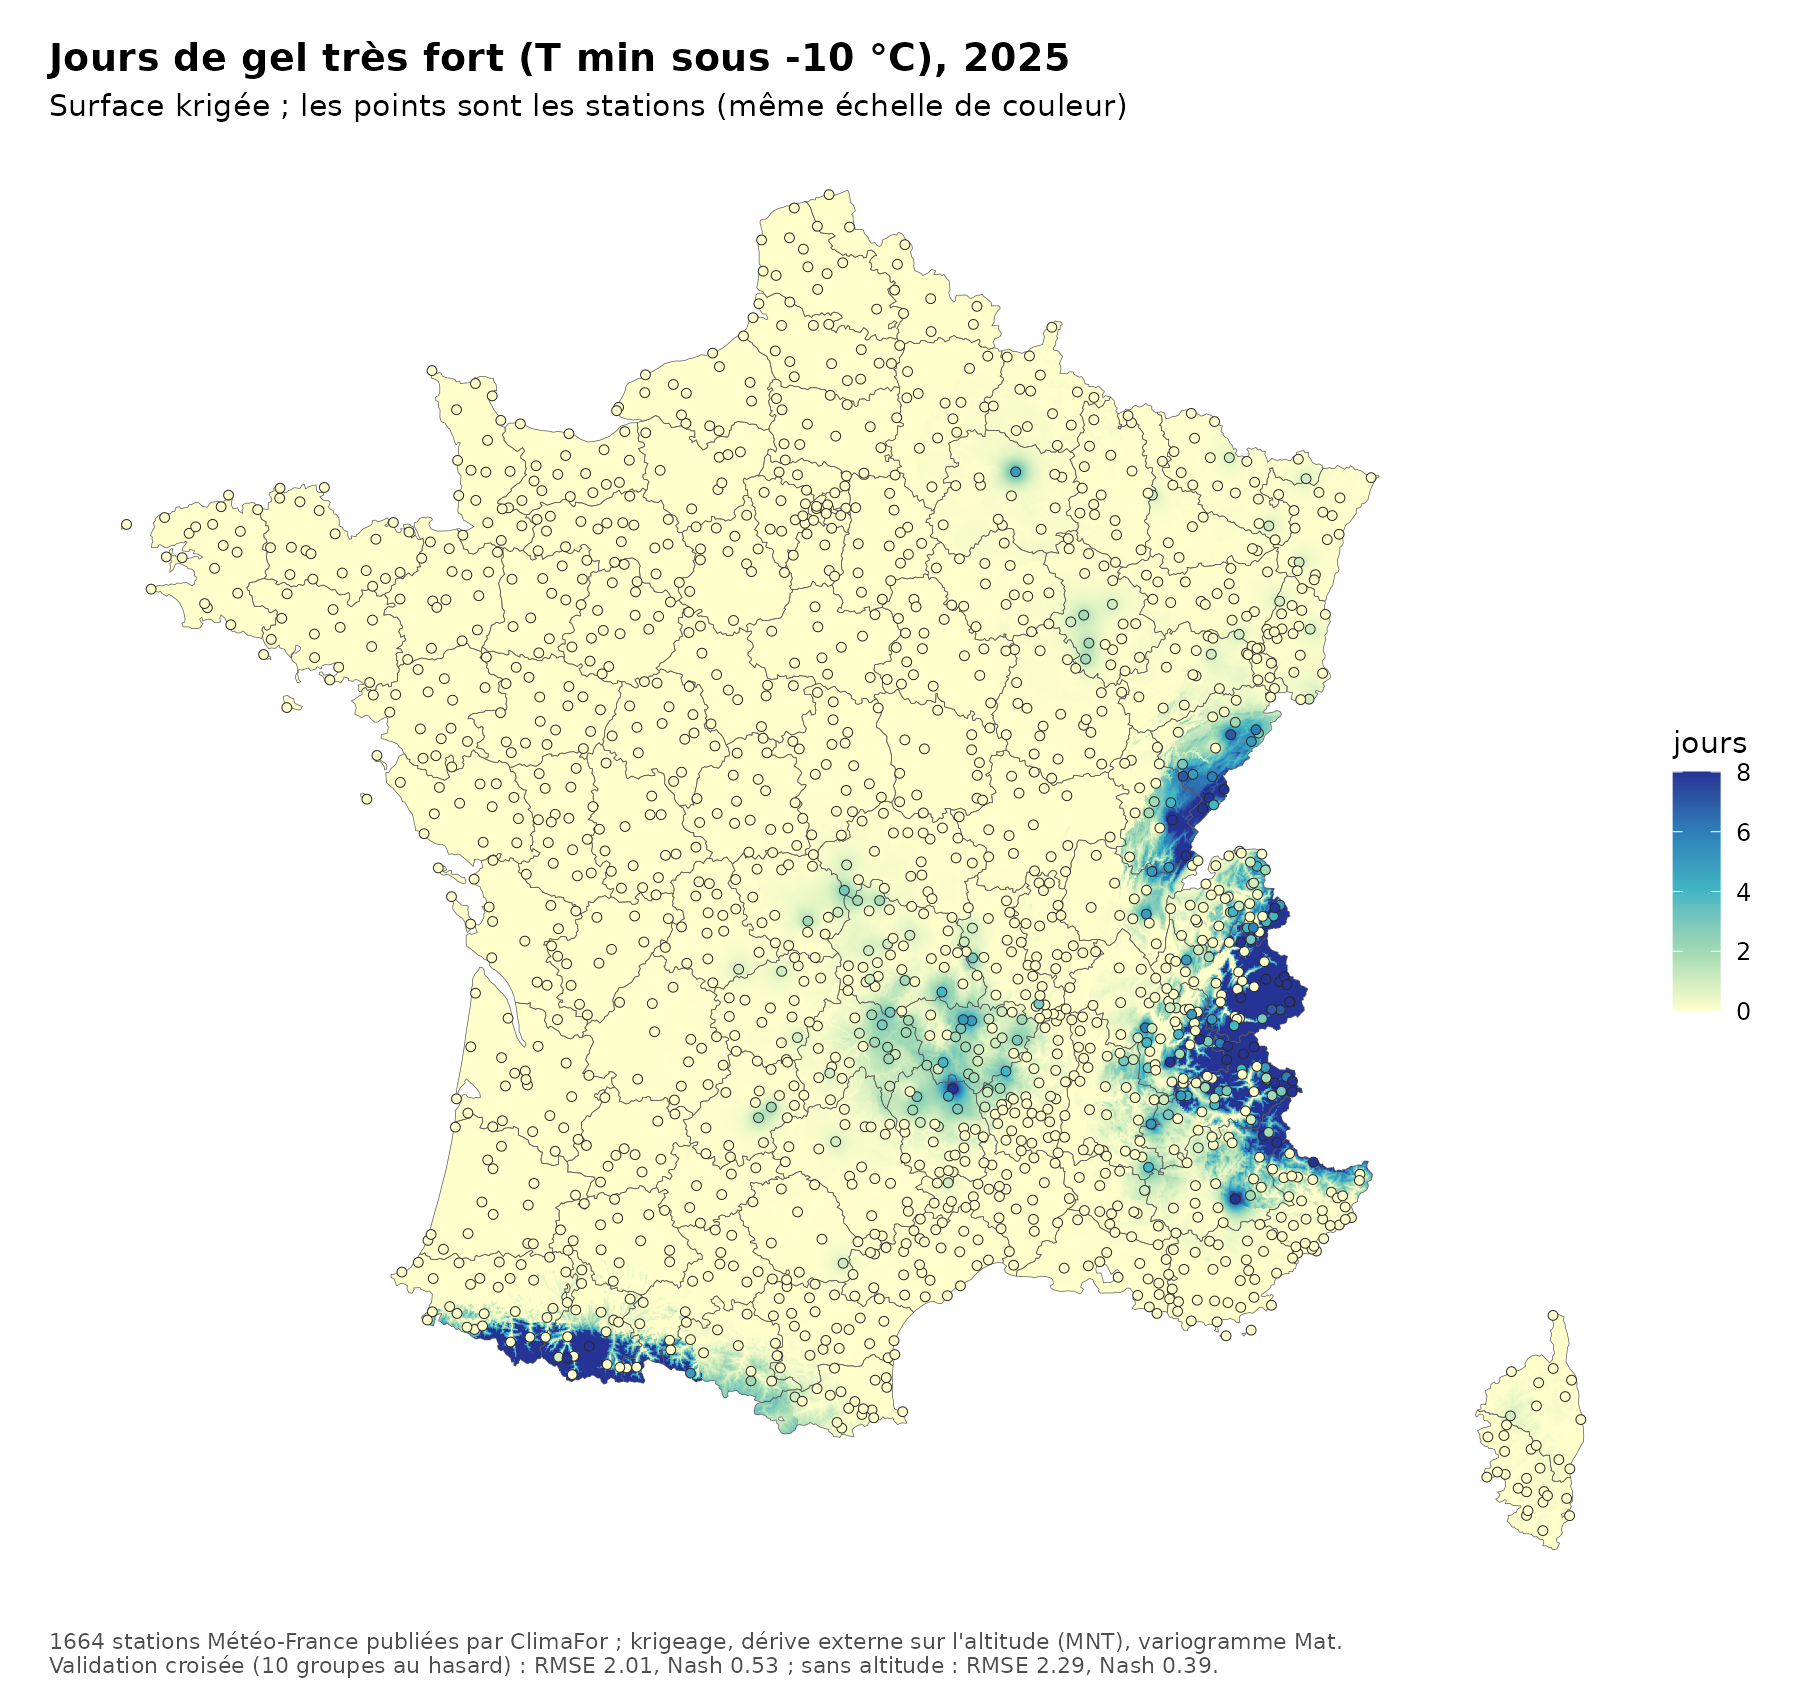 Jours de gel très fort (T min sous -10 °C), 2025
Surface krigée ; les points sont les stations (même échelle de couleur)
jours
8
6
4
2
0
1664 stations Météo-France publiées par ClimaFor ; krigeage, dérive externe sur l'altitude (MNT), variogramme Mat.
Validation croisée (10 groupes au hasard) : RMSE 2.01, Nash 0.53 ; sans altitude : RMSE 2.29, Nash 0.39.